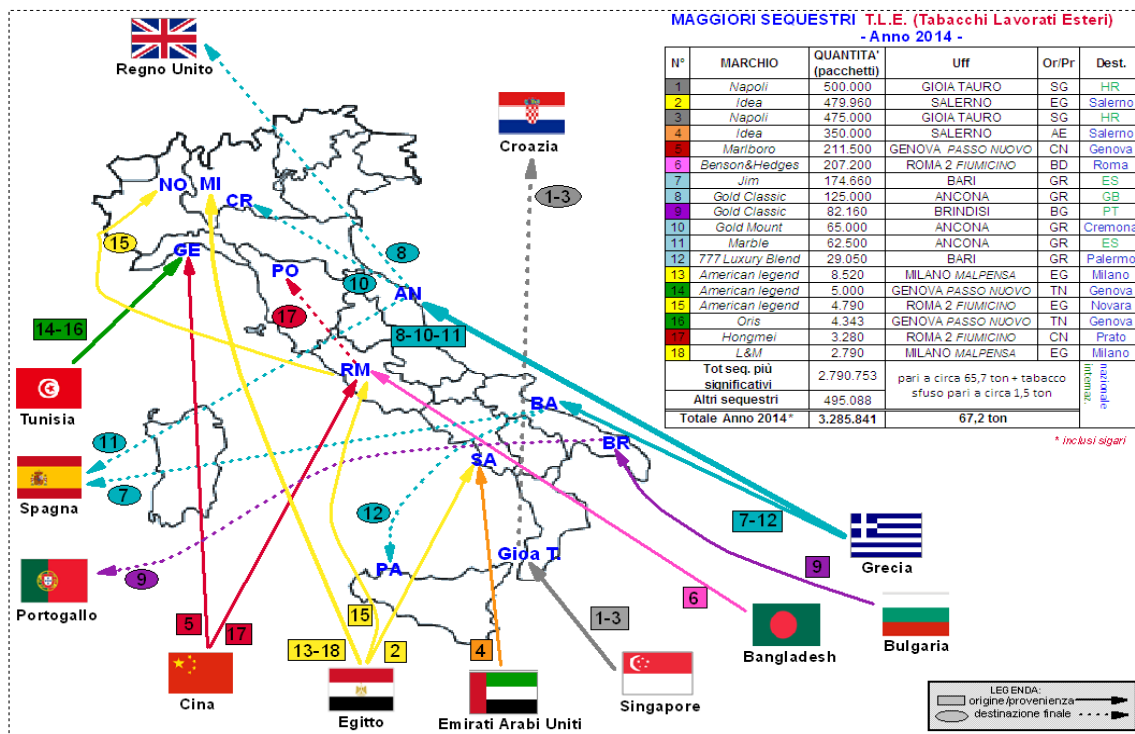 MAGGIORI SEQUESTRI T.L.E. (Tabacchi Lavorati Esteri)
- Anno 2014 -
N° MARCHIO QUANTITA' (pacchetti) Uff Or/Pr Dest.
1 Napoli 500.000 GIOIA TAURO SG HR
2 Idea 479.960 SALERNO EG Salerno
3 Napoli 475.000 GIOIA TAURO SG HR
4 Idea 350.000 SALERNO AE Salerno
5 Marlboro 211.500 GENOVA PASSO NUOVO CN Genova
6 Benson&Hedges 207.200 ROMA 2 FIUMICINO BD Roma
7 Jim 174.660 BARI GR ES
8 Gold Classic 125.000 ANCONA GR GB
9 Gold Classic 82.160 BRINDISI BG PT
10 Gold Mount 65.000 ANCONA GR Cremona
11 Marble 62.500 ANCONA GR ES
12 777 Luxury Blend 29.050 BARI GR Palermo
13 American legend 8.520 MILANO MALPENSA EG Milano
14 American legend 5.000 GENOVA PASSO NUOVO TN Genova
15 American legend 4.790 ROMA 2 FIUMICINO EG Novara
16 Oris 4.343 GENOVA PASSO NUOVO TN Genova
17 Hongmei 3.280 ROMA 2 FIUMICINO CN Prato
18 L&M 2.790 MILANO MALPENSA EG Milano
Tot seq. più significativi 2.790.753 pari a circa 65,7 ton + tabacco sfuso pari a circa 1,5 ton
Altri sequestri 495.088
nazionale
internaz.
Totale Anno 2014* 3.285.841 67,2 ton
* inclusi sigari
Regno Unito
Croazia
NO MI
CR
1-3
15
GE
8
PO
10
AN
17
14-16
8-10-11
RM
Tunisia
BA
11
BR
SA
Spagna
7
12
7-12
Gioa T.
Grecia
PA
9
9
Portogallo
6
15
1-3
5
17
13-18
2
4
Bangladesh
Bulgaria
Cina
Egitto
Emirati Arabi Uniti
Singapore
LEGENDA:
origine/provenienza
destinazione finale